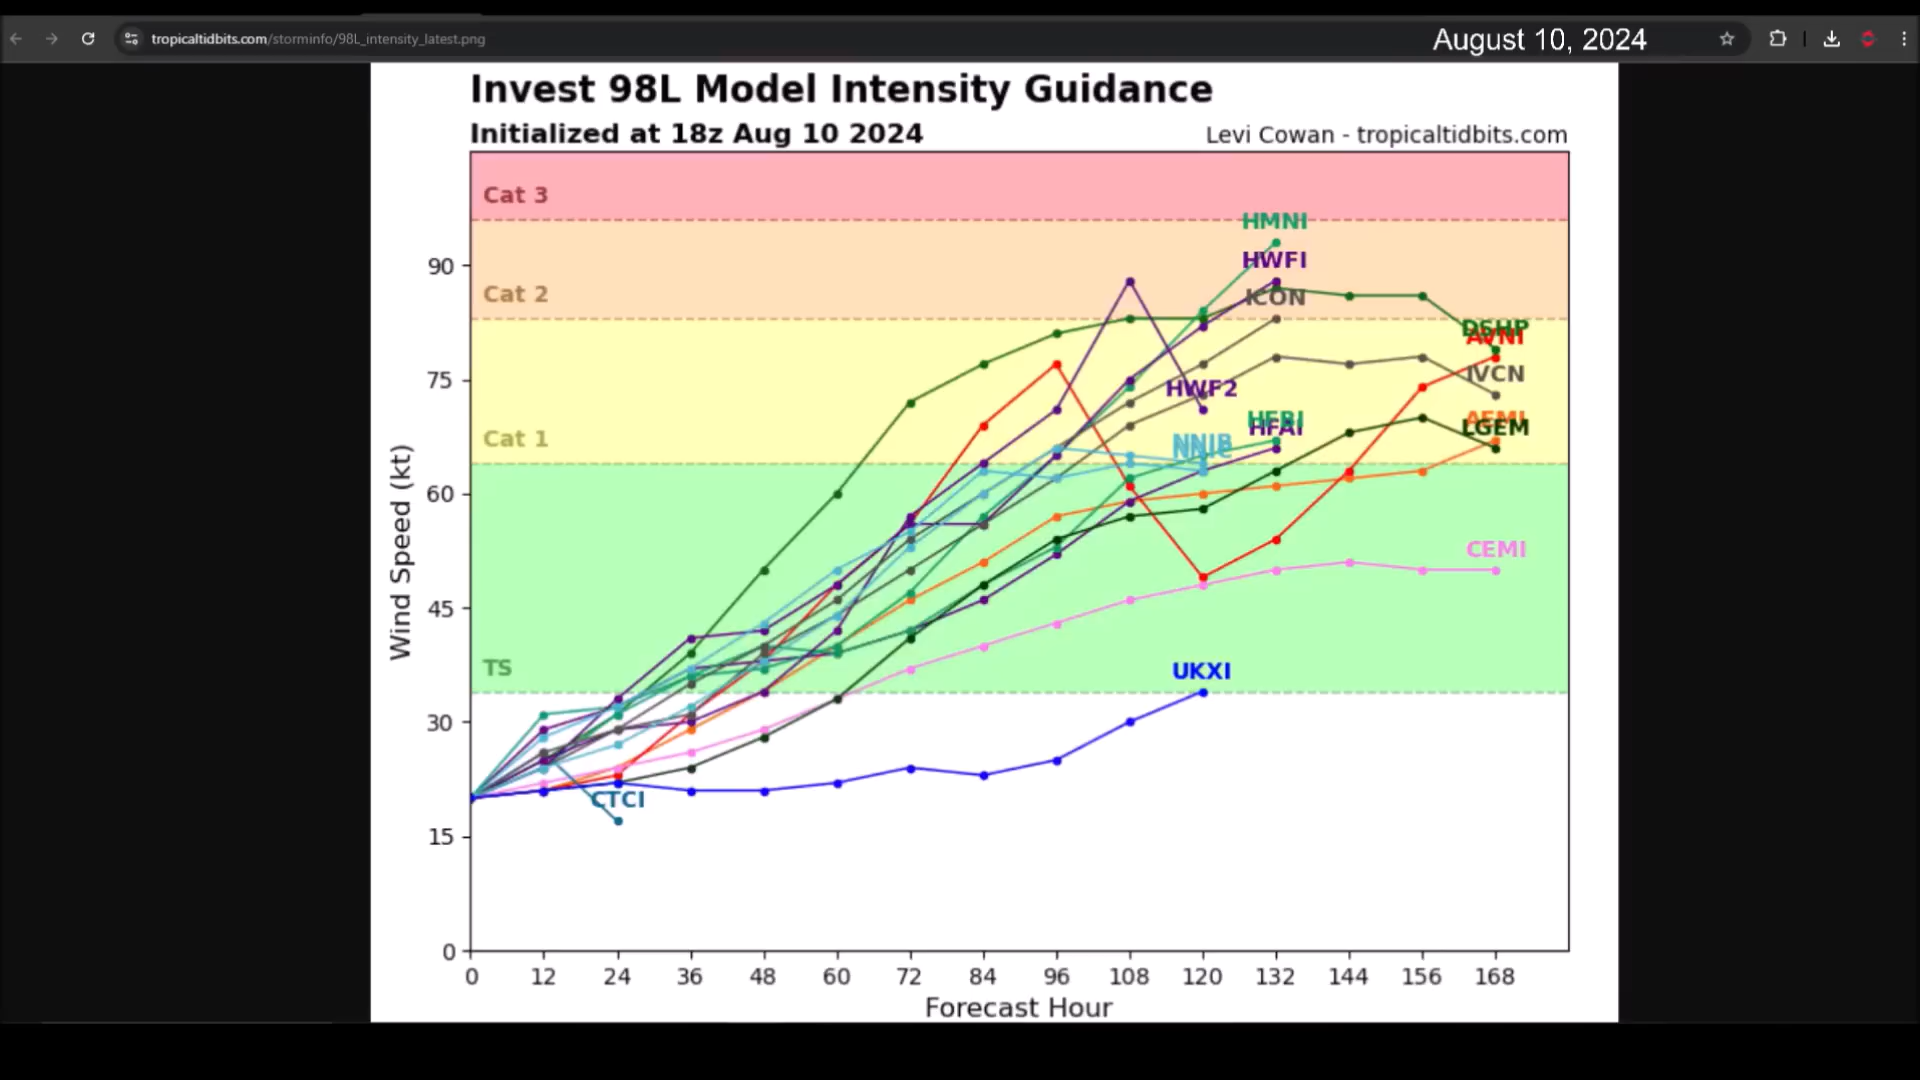 tropicaltidbits.com/storminfo/98L_intensity_latest.png
August 10, 2024
Invest 98L Model Intensity Guidance
Initialized at 18z Aug 10 2024
Levi Cowan - tropicaltidbits.com
Cat 3
HMNI
HWFI
90
Cat 2
ICON
DSHP
AVNI
75
IVCN
HWF2
HFBI
AEMI
HFAI
LGEM
Cat 1
NNIB
NNIC
60
CEMI
45
Wind Speed (kt)
TS
UKXI
30
CTCI
15
0
0 12 24 36 48 60 72 84 96 108 120 132 144 156 168
Forecast Hour